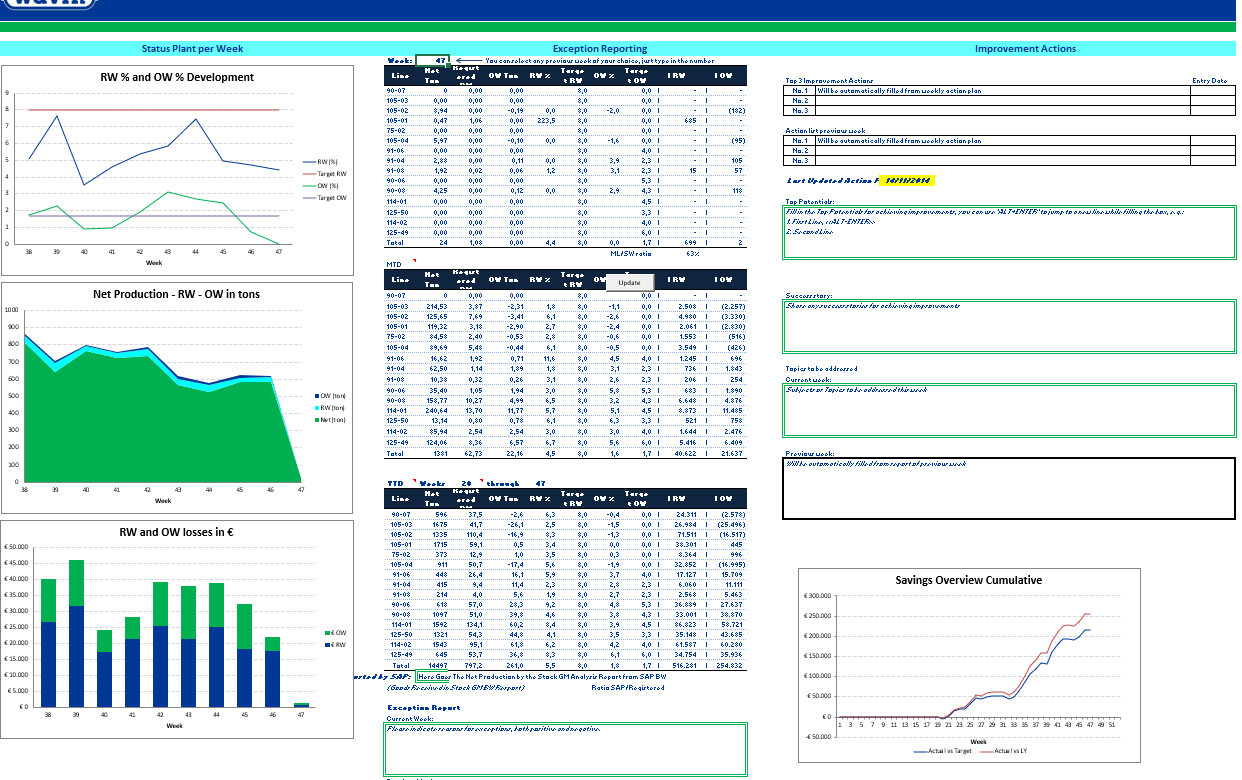 wavin
Status Plant per Week
Exception Reporting
Improvement Actions
RW % and OW % Development
9
8
7
6
5
4
3
2
1
0
38 39 40 41 42 43 44 45 46 47
Week
RW (%)
Target RW
OW (%)
Target OW
Net Production - RW - OW in tons
1000
900
800
700
600
500
400
300
200
100
0
38 39 40 41 42 43 44 45 46 47
Week
OW (ton)
RW (ton)
Net (ton)
RW and OW losses in €
€ 50.000
€ 45.000
€ 40.000
€ 35.000
€ 30.000
€ 25.000
€ 20.000
€ 15.000
€ 10.000
€ 5.000
€ 0
38 39 40 41 42 43 44 45 46 47
Week
€ OW
€ RW
Week: 47 You can select any previous week of your choice, just type in the number
Line Net Ton OW Ton RW % Targe t RW OW % Targe t OW I RW I OW
90-07 0 0,00 0,00 8,0 - -
105-03 0,00 0,00 0,00 8,0 - -
105-02 8,94 0,00 -0,19 0,0 8,0 -2,0 0,0 - (182)
105-01 0,47 1,06 0,00 223,5 8,0 0,0 685 -
75-02 0,00 0,00 0,00 8,0 0,0 - -
105-04 5,97 0,00 -0,10 0,0 8,0 -1,6 0,0 - (95)
91-06 0,00 0,00 0,00 8,0 4,0 - -
91-04 2,88 0,00 0,11 0,0 8,0 3,9 2,3 - 105
91-08 1,92 0,02 0,06 1,2 8,0 3,1 2,3 15 57
90-06 0,00 0,00 0,00 8,0 5,3 - -
90-08 4,25 0,00 0,12 0,0 8,0 2,9 4,3 - 118
114-01 0,00 0,00 0,00 8,0 4,5 - -
125-50 0,00 0,00 0,00 8,0 3,3 - -
114-02 0,00 0,00 0,00 8,0 4,0 - -
125-49 0,00 0,00 0,00 8,0 6,0 - -
Total 24 1,08 0,00 4,4 8,0 0,0 1,7 699 2
ML/SW ratio 63%
MTD
Line Net Ton OW Ton RW % Targe t RW OW % I RW I OW
Update
90-07 - 0,00 0,00 8,0 0,0 - -
105-03 214,53 3,87 -2,31 1,8 8,0 -1,1 0,0 2.508 (2.257)
105-02 125,65 7,69 -3,41 6,1 8,0 -2,6 0,0 4.980 (3.330)
105-01 119,32 3,18 -2,90 2,7 8,0 -2,4 0,0 2.061 (2.830)
75-02 84,58 2,40 -0,53 2,8 8,0 -0,6 0,0 1.553 (516)
105-04 89,69 5,48 -0,44 6,1 8,0 -0,5 0,0 3.549 (426)
91-06 16,62 1,92 0,71 11,6 8,0 4,5 4,0 1.245 696
91-04 62,50 1,14 1,89 1,8 8,0 3,1 2,3 736 1.843
91-08 10,38 0,32 0,26 3,1 8,0 2,6 2,3 206 254
90-06 35,40 1,05 1,94 3,0 8,0 5,8 5,3 683 1.890
90-08 158,77 10,27 4,99 6,5 8,0 3,2 4,3 6.648 4.876
114-01 240,64 13,70 11,77 5,7 8,0 5,1 4,5 8.873 11.485
125-50 13,14 0,80 0,78 6,1 8,0 6,3 3,3 521 758
114-02 85,94 2,54 2,54 3,0 8,0 3,0 4,0 1.644 2.476
125-49 124,06 8,36 6,57 6,7 8,0 5,6 6,0 5.416 6.409
Total 1381 62,73 22,16 4,5 8,0 1,6 1,7 40.622 21.637
YTD Weeks 20 through 47
Line Net Ton OW Ton RW % Targe t RW OW % Targe t OW I RW I OW
90-07 596 37,5 -2,6 6,3 8,0 -0,4 0,0 24.311 (2.578)
105-03 1675 41,7 -26,1 2,5 8,0 -1,5 0,0 26.984 (25.496)
105-02 1335 110,4 -16,9 8,3 8,0 -1,3 0,0 71.511 (16.517)
105-01 1715 59,1 0,5 3,4 8,0 0,0 0,0 38.301 445
75-02 373 12,9 1,0 3,5 8,0 0,3 0,0 8.364 996
105-04 911 50,7 -17,4 5,6 8,0 -1,9 0,0 32.852 (16.995)
91-06 448 26,4 16,1 5,9 8,0 3,7 4,0 17.127 15.709
91-04 415 9,4 11,4 2,3 8,0 2,8 2,3 6.060 11.111
91-08 214 4,0 5,6 1,9 8,0 2,7 2,3 2.568 5.463
90-06 618 57,0 28,3 9,2 8,0 4,8 5,3 36.889 27.637
90-08 1097 51,0 39,8 4,6 8,0 3,8 4,3 33.001 38.870
114-01 1592 134,1 60,2 8,4 8,0 3,9 4,5 86.823 58.721
125-50 1321 54,3 44,8 4,1 8,0 3,5 3,3 35.148 43.685
114-02 1543 95,1 61,8 6,2 8,0 4,2 4,0 61.587 60.280
125-49 645 53,7 36,8 8,3 8,0 6,0 6,0 34.754 35.936
Total 14497 797,2 261,0 5,5 8,0 1,8 1,7 516.281 254.832
orted by SAP: Here Goes The Net Production by the Stock GM Analysis Report from SAP BW
(Goods Received in Stock GM BW Report) Ratio SAP/Registered
Exception Report
Current Week:
Please indicate reasons for exceptions, both positive and negative.
Top 3 Improvement Actions Entry Date
No. 1 Will be automatically filled from weekly action plan
No. 2
No. 3
Action list previous week
No. 1 Will be automatically filled from weekly action plan
No. 2
No. 3
Last Updated Action P 14/11/2014
Top Potentials:
Fill in the Top Potentials for achieving improvements, you can use 'ALT+ENTER' to jump to a new line while filling the box, e.g.:
1. First Line, <<ALT+ENTER>>
2. Second Line
Success story:
Share any success stories for achieving improvements
Topics to be addressed
Current week:
Subjects or Topics to be addressed this week
Previous week:
Will be automatically filled from report of previous week
Savings Overview Cumulative
€ 300.000
€ 250.000
€ 200.000
€ 150.000
€ 100.000
€ 50.000
€ 0
-€ 50.000
1 3 5 7 9 11 13 15 17 19 21 23 25 27 29 31 33 35 37 39 41 43 45 47 49 51
Week
Actual vs Target
Actual vs LY